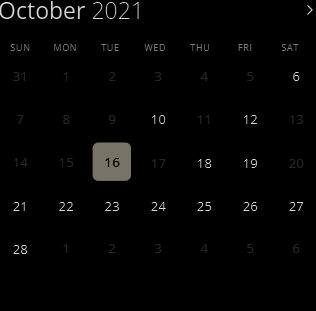 October 2021
SUN MON TUE WED THU FRI SAT
31 1 2 3 4 5 6
7 8 9 10 11 12 13
14 15 16 17 18 19 20
21 22 23 24 25 26 27
28 1 2 3 4 5 6